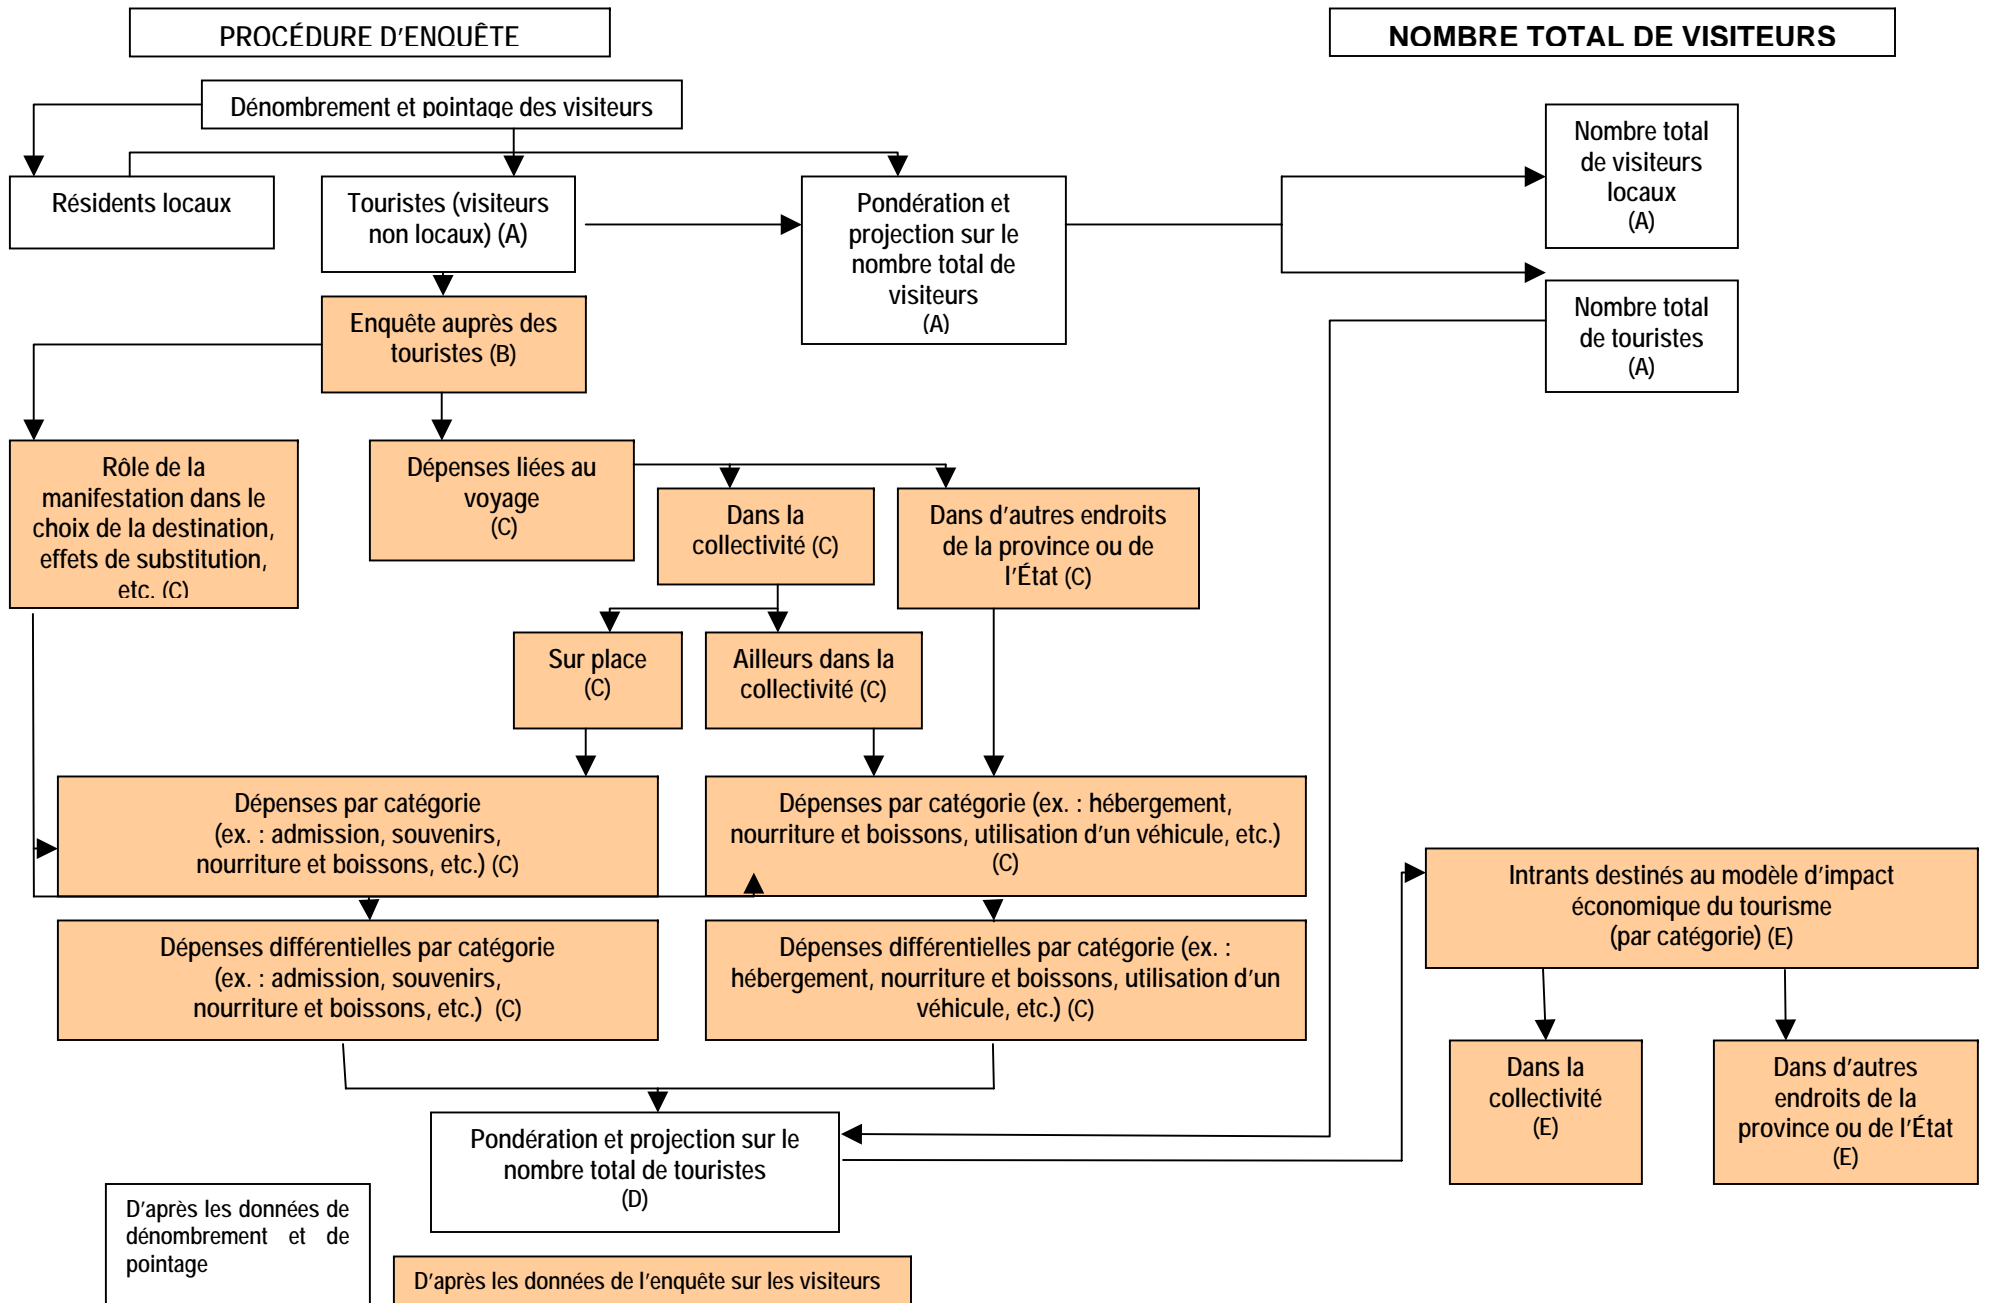 PROCÉDURE D'ENQUÊTE
NOMBRE TOTAL DE VISITEURS
Dénombrement et pointage des visiteurs
Résidents locaux
Touristes (visiteurs
non locaux) (A)
Pondération et
projection sur le
nombre total de
visiteurs
(A)
Nombre total
de visiteurs
locaux
(A)
Nombre total
de touristes
(A)
Enquête auprès des
touristes (B)
Rôle de la
manifestation dans le
choix de la destination,
effets de substitution,
etc. (C)
Dépenses liées au
voyage
(C)
Dans la
collectivité (C)
Dans d'autres endroits
de la province ou de
l'État (C)
Sur place
(C)
Ailleurs dans la
collectivité (C)
Dépenses par catégorie
(ex. : admission, souvenirs,
nourriture et boissons, etc.) (C)
Dépenses par catégorie (ex. : hébergement,
nourriture et boissons, utilisation d'un véhicule, etc.)
(C)
Dépenses différentielles par catégorie
(ex. : admission, souvenirs,
nourriture et boissons, etc.) (C)
Dépenses différentielles par catégorie (ex. :
hébergement, nourriture et boissons, utilisation d'un
véhicule, etc.) (C)
Intrants destinés au modèle d'impact
économique du tourisme
(par catégorie) (E)
Dans la
collectivité
(E)
Dans d'autres
endroits de la
province ou de l'État
(E)
Pondération et projection sur le
nombre total de touristes
(D)
D'après les données de
dénombrement et de
pointage
D'après les données de l'enquête sur les visiteurs